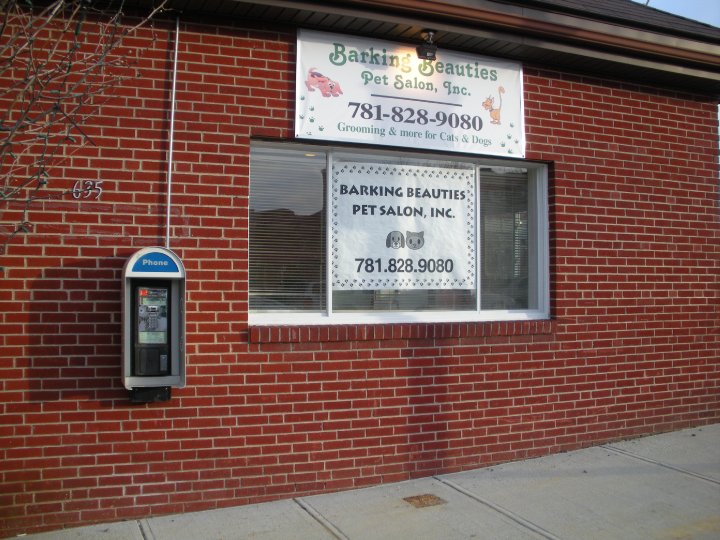 Barking Beauties
Pet Salon, Inc.
781-828-9080
Grooming & more for Cats & Dogs
BARKING BEAUTIES
PET SALON, INC.
781.828.9080
635
Phone